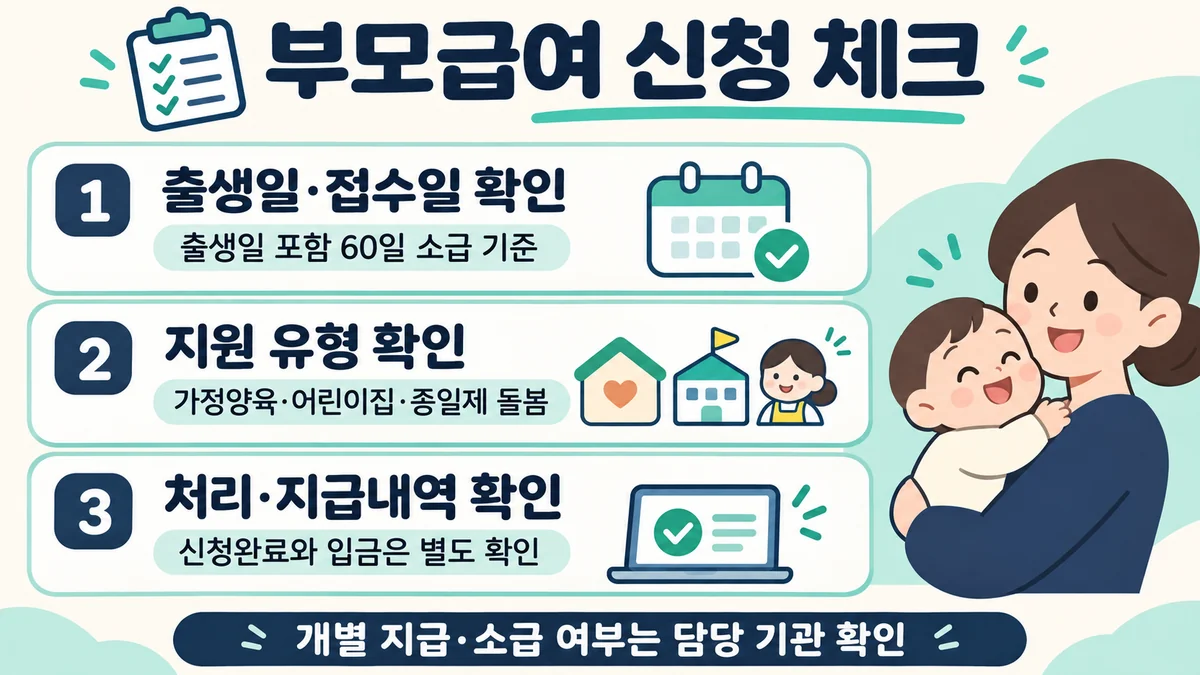 부모급여 신청 체크
1
출생일·접수일 확인
출생일 포함 60일 소급 기준
2
지원 유형 확인
가정양육·어린이집·종일제 돌봄
3
처리·지급내역 확인
신청완료와 입금은 별도 확인
개별 지급·소급 여부는 담당 기관 확인